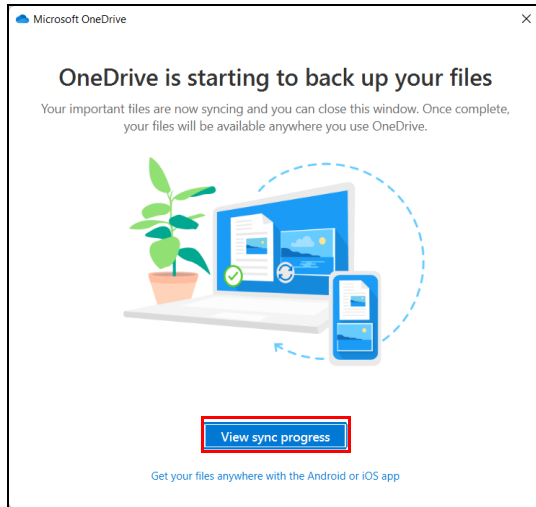 Microsoft OneDrive
OneDrive is starting to back up your files
Your important files are now syncing and you can close this window. Once complete,
your files will be available anywhere you use OneDrive.
View sync progress
Get your files anywhere with the Android or iOS app